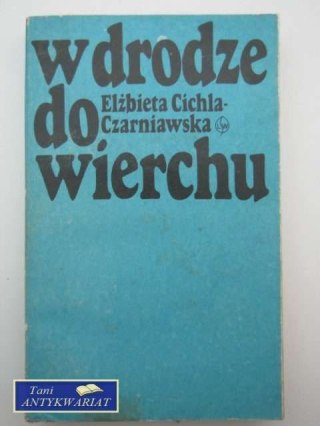 w drodze
do Elżbieta Cichla-
Czarniawska
wierchu
Tani
ANTYKWARIAT